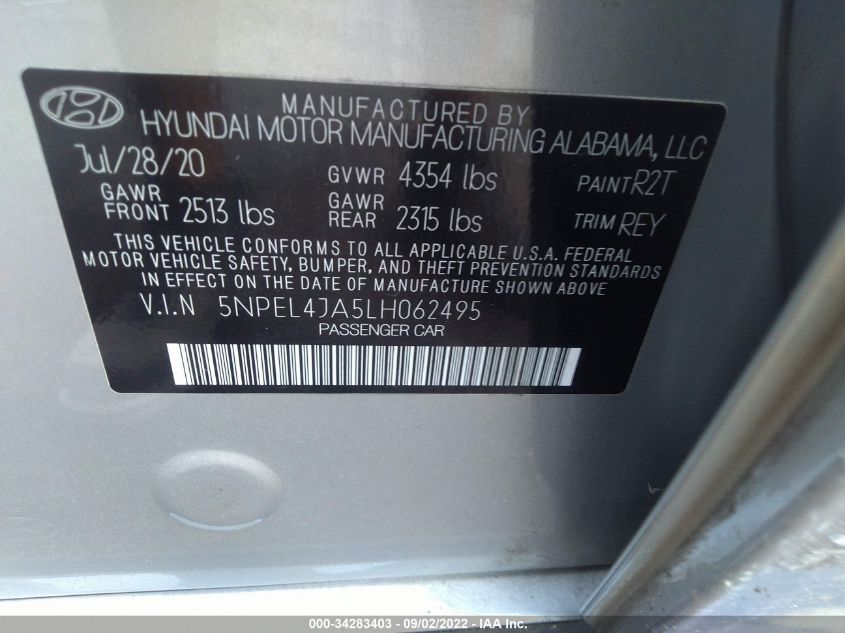 MANUFACTURED BY
HYUNDAI MOTOR MANUFACTURING ALABAMA, LLC
Jul/28/20 GVWR 4354 lbs PAINT R2T
GAWR FRONT 2513 lbs GAWR REAR 2315 lbs TRIM REY
THIS VEHICLE CONFORMS TO ALL APPLICABLE U.S.A. FEDERAL
MOTOR VEHICLE SAFETY, BUMPER, AND THEFT PREVENTION STANDARDS
IN EFFECT ON THE DATE OF MANUFACTURE SHOWN ABOVE
V.I.N 5NPEL4JA5LH062495
PASSENGER CAR
000-34283403 - 09/02/2022 - IAA Inc.